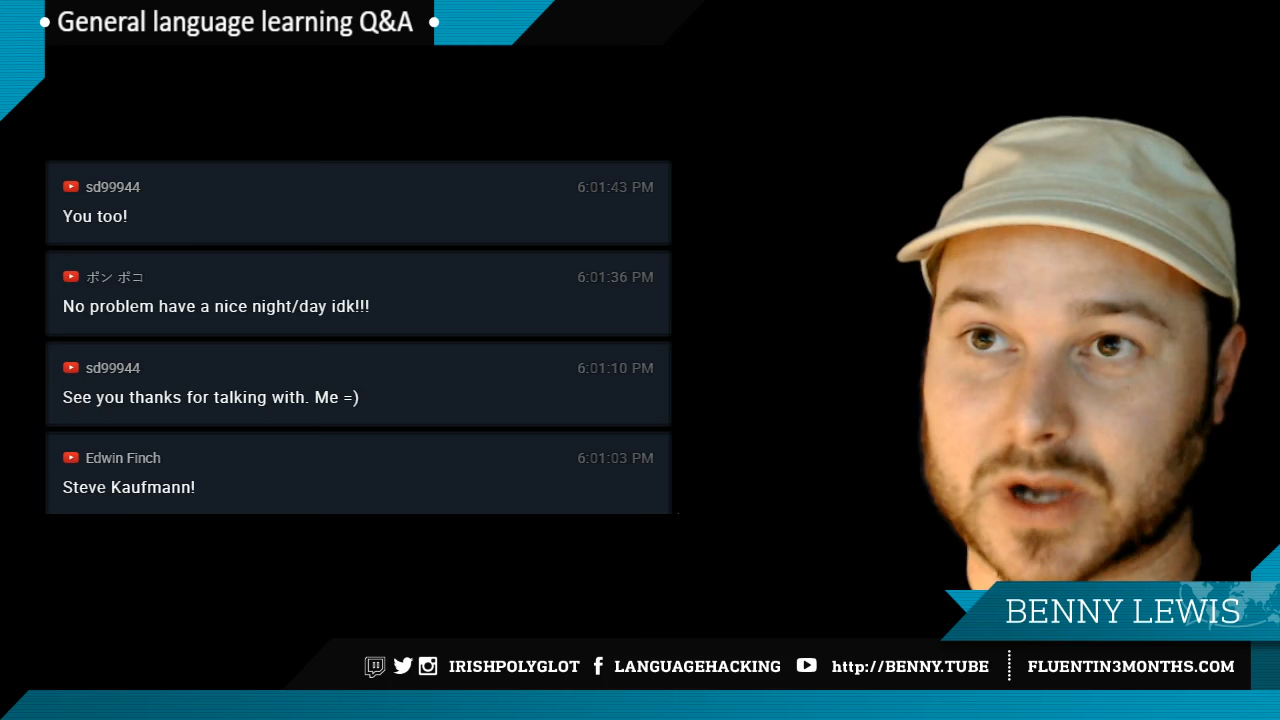 General language learning Q&A
sd99944 6:01:43 PM
You too!
ポン ポコ 6:01:36 PM
No problem have a nice night/day idk!!!
sd99944 6:01:10 PM
See you thanks for talking with. Me =)
Edwin Finch 6:01:03 PM
Steve Kaufmann!
BENNY LEWIS
IRISHPOLYGLOT LANGUAGEHACKING http://BENNY.TUBE FLUENTIN3MONTHS.COM